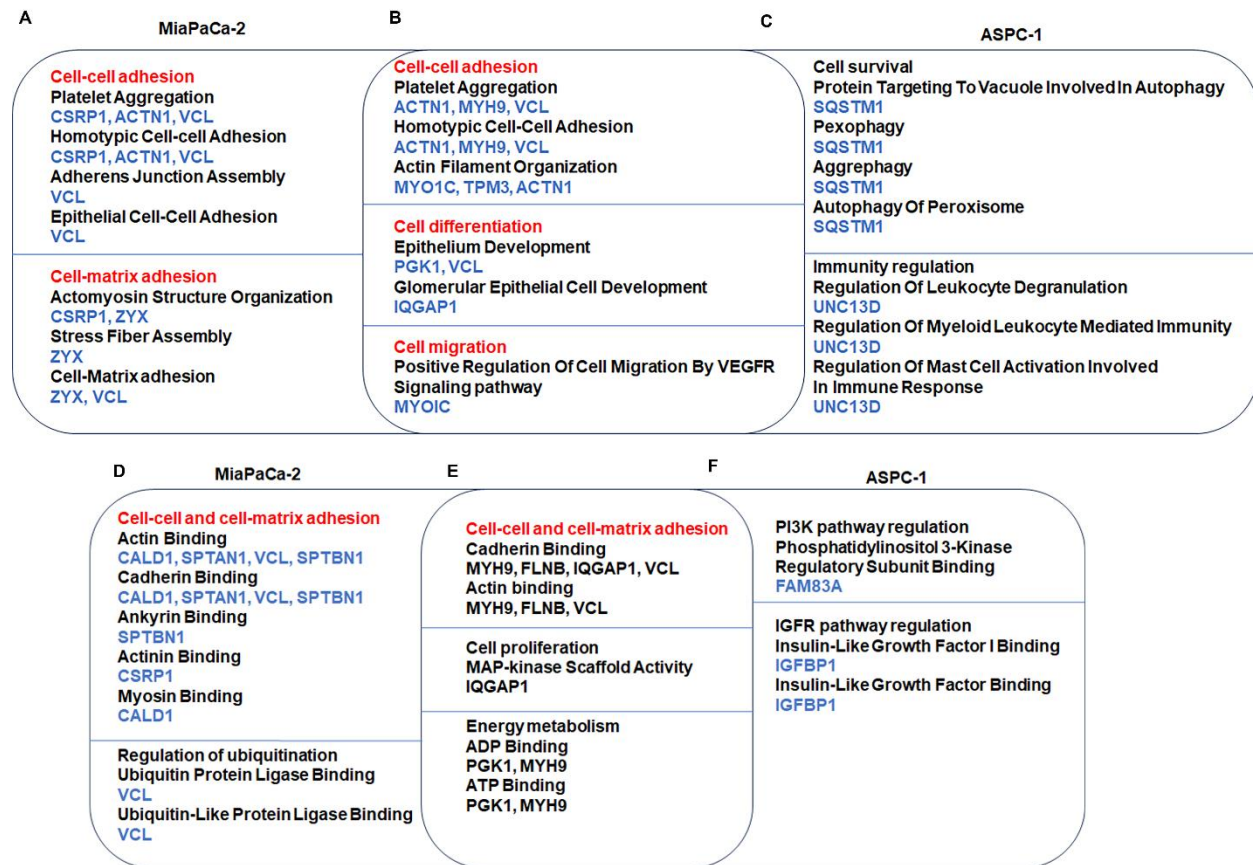 A
MiaPaCa-2
Cell-cell adhesion
Platelet Aggregation
CSRP1, ACTN1, VCL
Homotypic Cell-cell Adhesion
CSRP1, ACTN1, VCL
Adherens Junction Assembly
VCL
Epithelial Cell-Cell Adhesion
VCL
Cell-matrix adhesion
Actomyosin Structure Organization
CSRP1, ZYX
Stress Fiber Assembly
ZYX
Cell-Matrix adhesion
ZYX, VCL
B
Cell-cell adhesion
Platelet Aggregation
ACTN1, MYH9, VCL
Homotypic Cell-Cell Adhesion
ACTN1, MYH9, VCL
Actin Filament Organization
MYO1C, TPM3, ACTN1
Cell differentiation
Epithelium Development
PGK1, VCL
Glomerular Epithelial Cell Development
IQGAP1
Cell migration
Positive Regulation Of Cell Migration By VEGFR
Signaling pathway
MYOIC
C
ASPC-1
Cell survival
Protein Targeting To Vacuole Involved In Autophagy
SQSTM1
Pexophagy
SQSTM1
Aggrephagy
SQSTM1
Autophagy Of Peroxisome
SQSTM1
Immunity regulation
Regulation Of Leukocyte Degranulation
UNC13D
Regulation Of Myeloid Leukocyte Mediated Immunity
UNC13D
Regulation Of Mast Cell Activation Involved
In Immune Response
UNC13D
D
MiaPaCa-2
Cell-cell and cell-matrix adhesion
Actin Binding
CALD1, SPTAN1, VCL, SPTBN1
Cadherin Binding
CALD1, SPTAN1, VCL, SPTBN1
Ankyrin Binding
SPTBN1
Actinin Binding
CSRP1
Myosin Binding
CALD1
Regulation of ubiquitination
Ubiquitin Protein Ligase Binding
VCL
Ubiquitin-Like Protein Ligase Binding
VCL
E
Cell-cell and cell-matrix adhesion
Cadherin Binding
MYH9, FLNB, IQGAP1, VCL
Actin binding
MYH9, FLNB, VCL
Cell proliferation
MAP-kinase Scaffold Activity
IQGAP1
Energy metabolism
ADP Binding
PGK1, MYH9
ATP Binding
PGK1, MYH9
F
ASPC-1
PI3K pathway regulation
Phosphatidylinositol 3-Kinase
Regulatory Subunit Binding
FAM83A
IGFR pathway regulation
Insulin-Like Growth Factor I Binding
IGFBP1
Insulin-Like Growth Factor Binding
IGFBP1